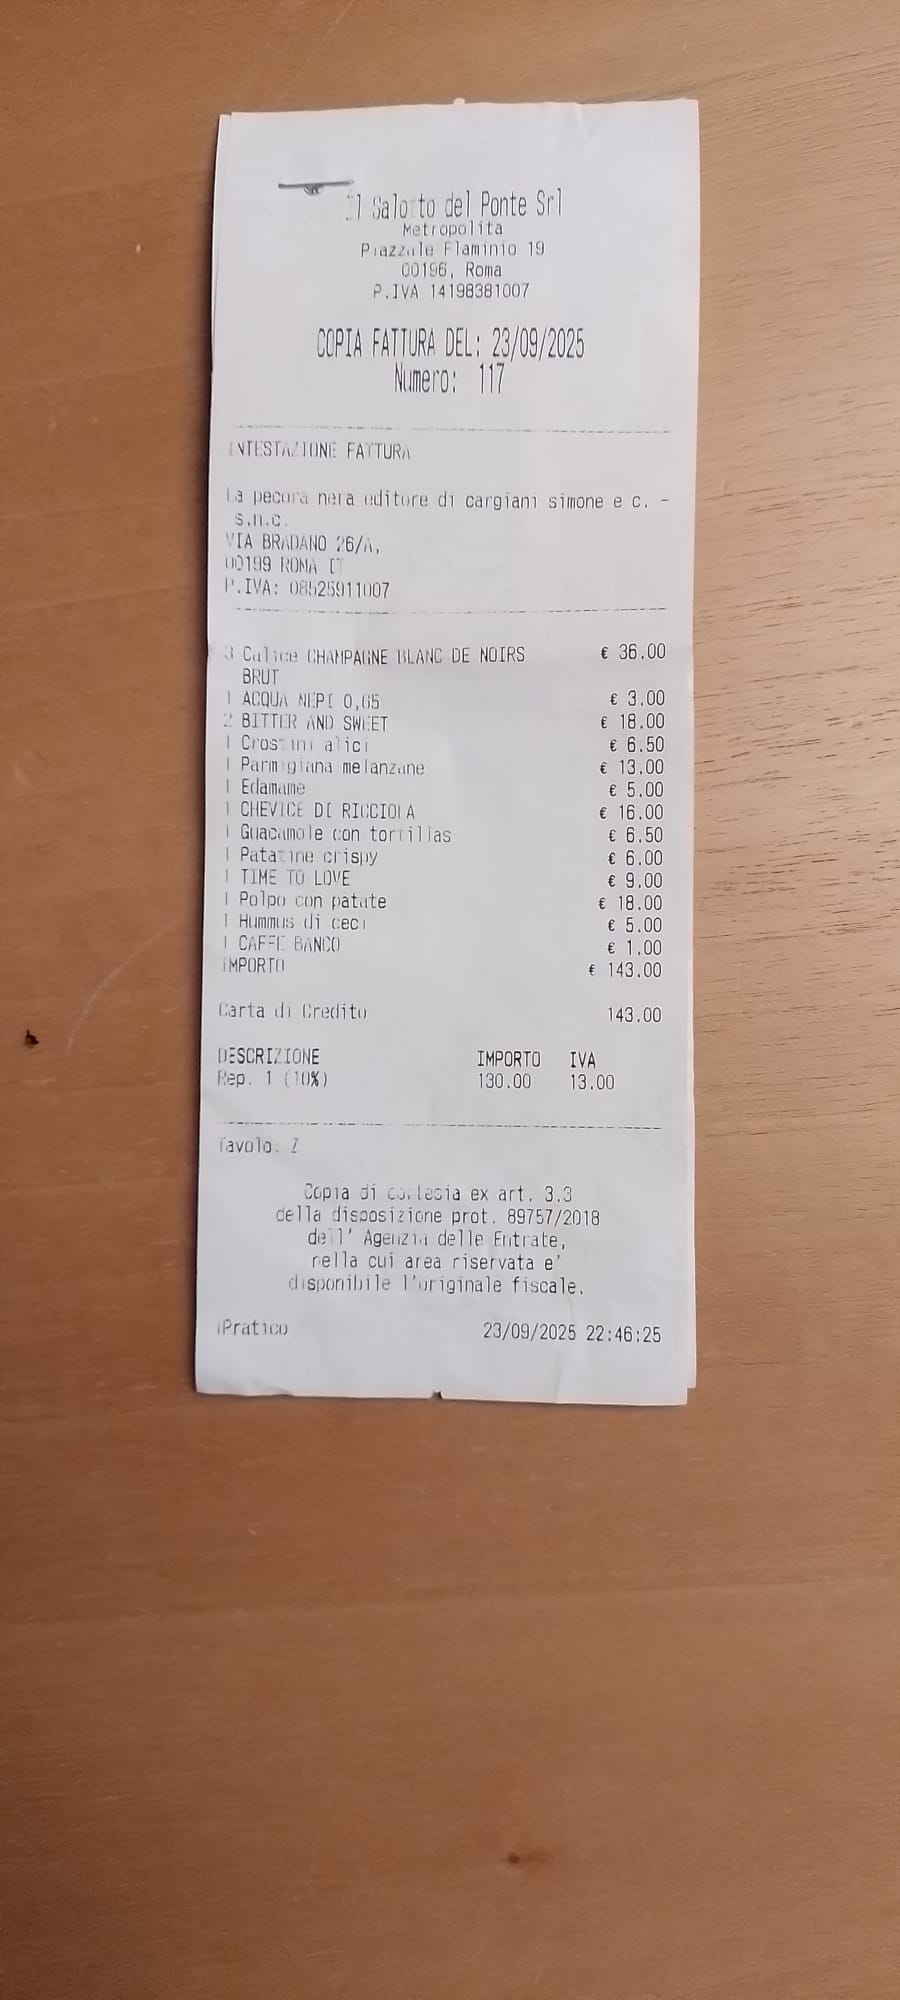 Il Salotto del Ponte Srl
Metropolita
Piazzale Flaminio 19
00196, Roma
P.IVA 14198381007
COPIA FATTURA DEL: 23/09/2025
Numero: 117
INTESTAZIONE FATTURA
La pecora nera editore di cargiani simone e c. -
s.n.c.
VIA BRADANO 26/A,
00199 ROMA IT
P.IVA: 08525911007
3 Calice CHAMPAGNE BLANC DE NOIRS € 36.00
BRUT
1 ACQUA NEPI 0,65 € 3.00
2 BITTER AND SWEET € 18.00
1 Crostini alici € 6.50
1 Parmigiana melanzane € 13.00
1 Edamame € 5.00
1 CHEVICE DI RICCIOLA € 16.00
1 Guacamole con tortillas € 6.50
1 Patatine crispy € 6.00
1 TIME TO LOVE € 9.00
1 Polpo con patate € 18.00
1 Hummus di ceci € 5.00
1 CAFFE BANCO € 1.00
IMPORTO € 143.00
Carta di Credito 143.00
DESCRIZIONE IMPORTO IVA
Rep. 1 (10%) 130.00 13.00
Tavolo: Z
Copia di cortesia ex art. 3.3
della disposizione prot. 89757/2018
dell' Agenzia delle Entrate,
nella cui area riservata e'
disponibile l'originale fiscale.
iPratico 23/09/2025 22:46:25